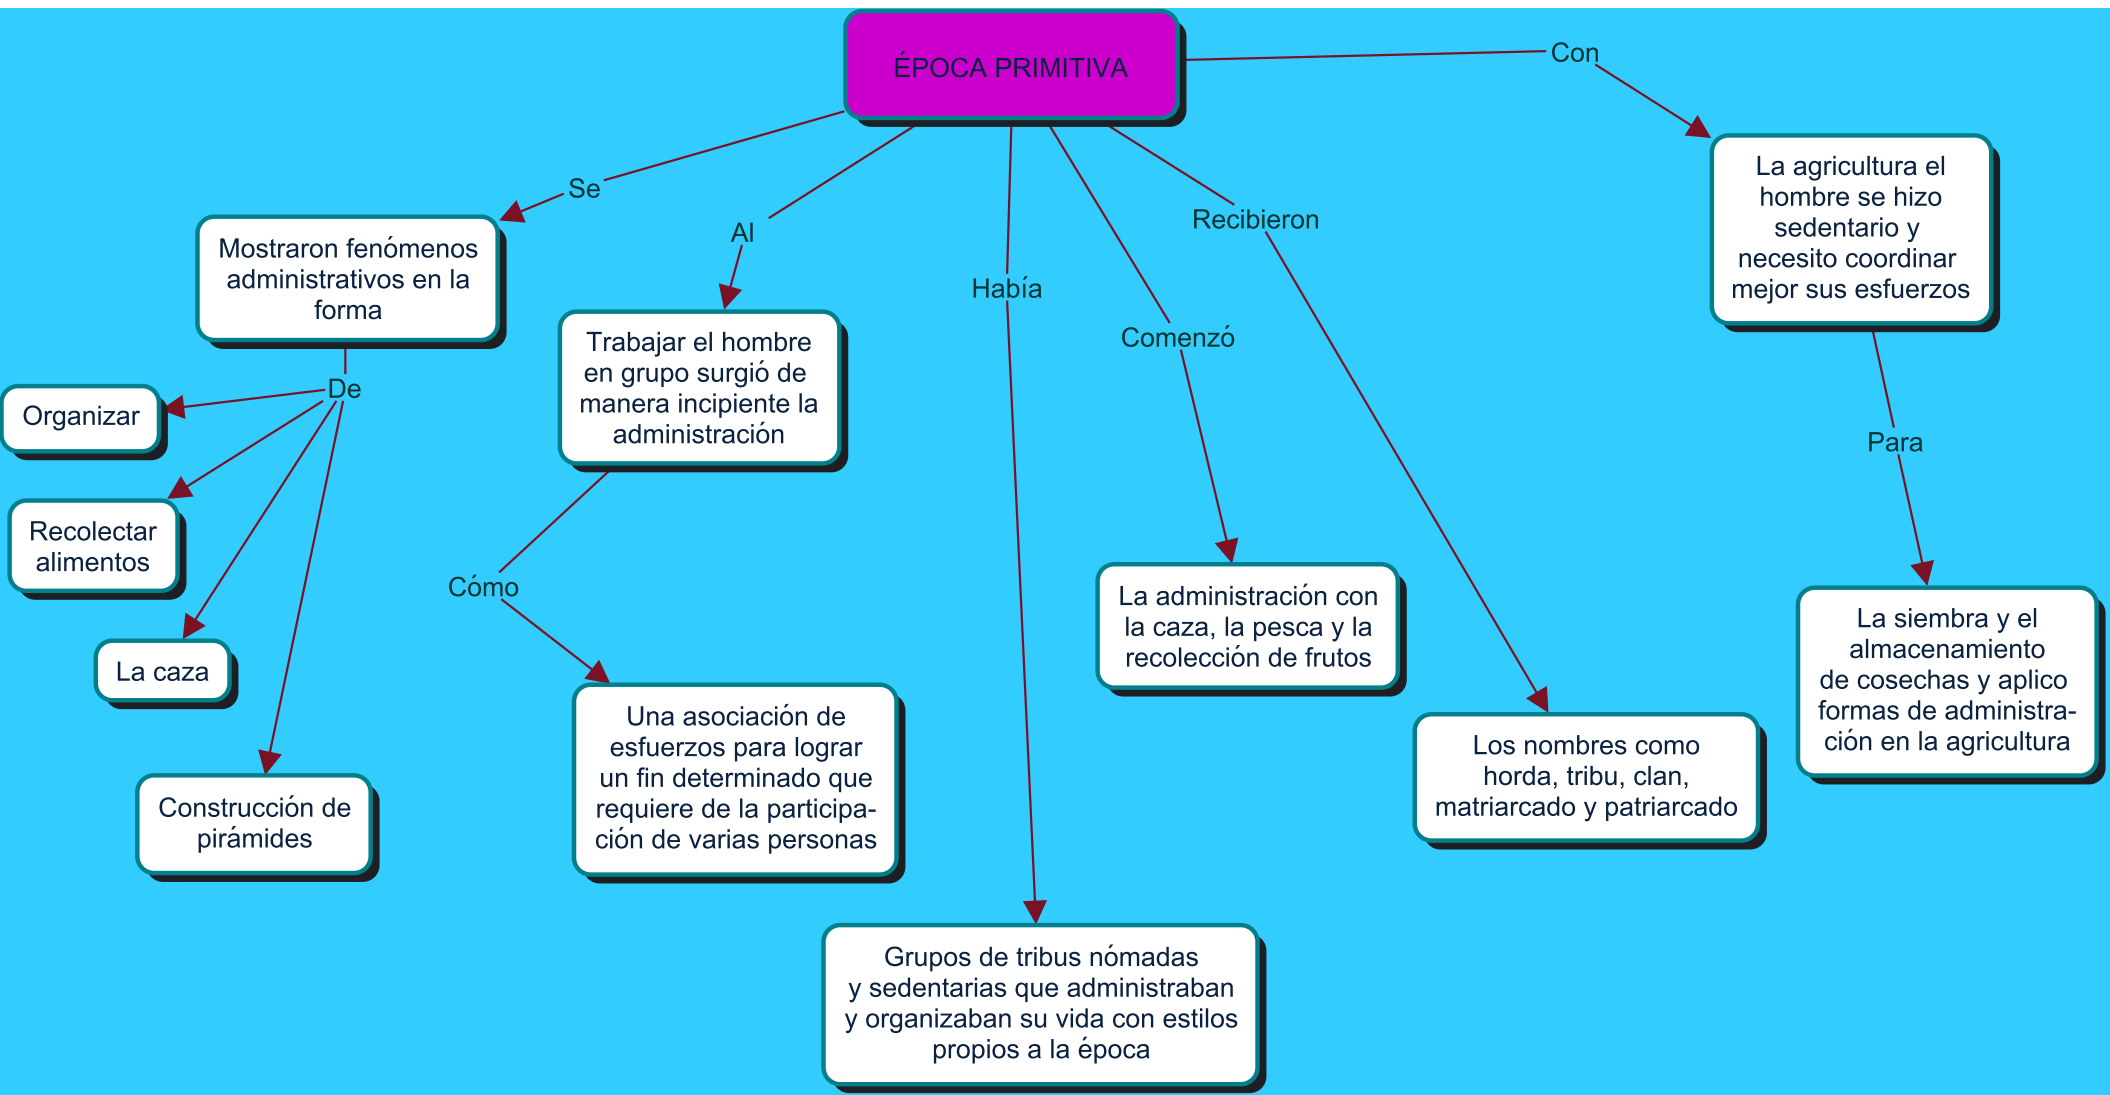 ÉPOCA PRIMITIVA
Con
La agricultura el
hombre se hizo
sedentario y
necesito coordinar
mejor sus esfuerzos
Para
La siembra y el
almacenamiento
de cosechas y aplico
formas de administra-
ción en la agricultura
Se
Mostraron fenómenos
administrativos en la
forma
De
Organizar
Recolectar
alimentos
La caza
Construcción de
pirámides
Al
Trabajar el hombre
en grupo surgió de
manera incipiente la
administración
Cómo
Una asociación de
esfuerzos para lograr
un fin determinado que
requiere de la participa-
ción de varias personas
Había
Grupos de tribus nómadas
y sedentarias que administraban
y organizaban su vida con estilos
propios a la época
Comenzó
La administración con
la caza, la pesca y la
recolección de frutos
Recibieron
Los nombres como
horda, tribu, clan,
matriarcado y patriarcado